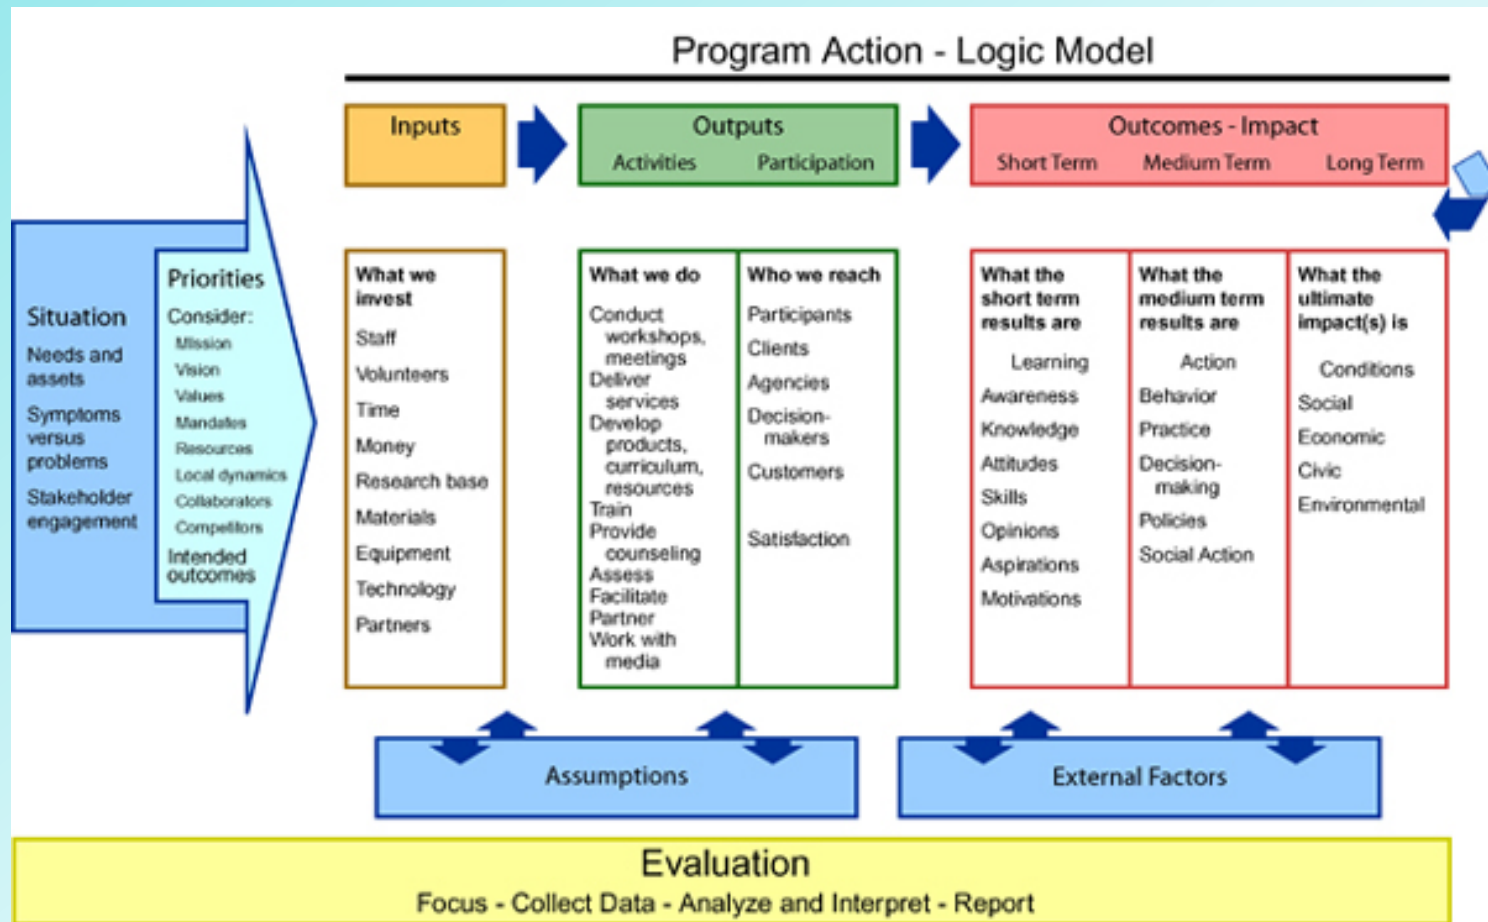 Program Action - Logic Model
Inputs
Outputs
Activities
Participation
Outcomes - Impact
Short Term
Medium Term
Long Term
Situation
Needs and
assets
Symptoms
versus
problems
Stakeholder
engagement
Priorities
Consider:
Mission
Vision
Values
Mandates
Resources
Local dynamics
Collaborators
Competitors
Intended
outcomes
What we
invest
Staff
Volunteers
Time
Money
Research base
Materials
Equipment
Technology
Partners
What we do
Conduct
workshops,
meetings
Deliver
services
Develop
products,
curriculum,
resources
Train
Provide
counseling
Assess
Facilitate
Partner
Work with
media
Who we reach
Participants
Clients
Agencies
Decision-
makers
Customers
Satisfaction
What the
short term
results are
Learning
Awareness
Knowledge
Attitudes
Skills
Opinions
Aspirations
Motivations
What the
medium term
results are
Action
Behavior
Practice
Decision-
making
Policies
Social Action
What the
ultimate
impact(s) is
Conditions
Social
Economic
Civic
Environmental
Assumptions
External Factors
Evaluation
Focus - Collect Data - Analyze and Interpret - Report